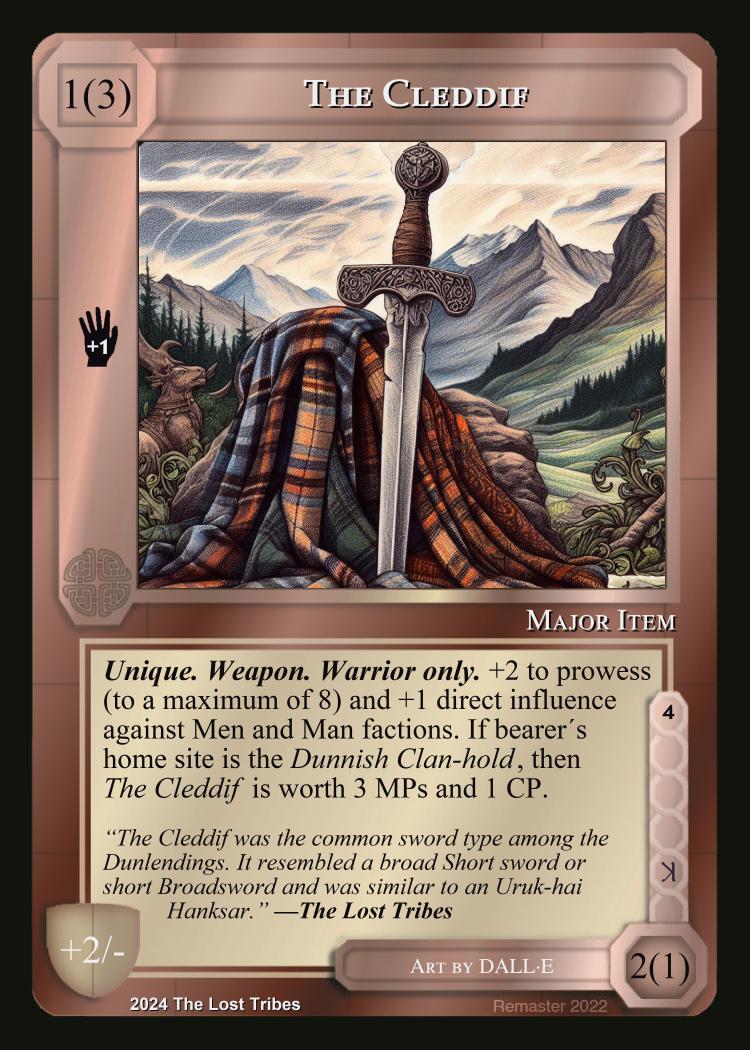 1(3)
The Cleddif
+1
Major Item
Unique. Weapon. Warrior only. +2 to prowess
(to a maximum of 8) and +1 direct influence
against Men and Man factions. If bearer´s
home site is the Dunnish Clan-hold, then
The Cleddif is worth 3 MPs and 1 CP.
4
“The Cleddif was the common sword type among the
Dunlendings. It resembled a broad Short sword or
short Broadsword and was similar to an Uruk-hai
Hanksar.” —The Lost Tribes
+2/-
Art by DALL·E
2(1)
2024 The Lost Tribes
Remaster 2022